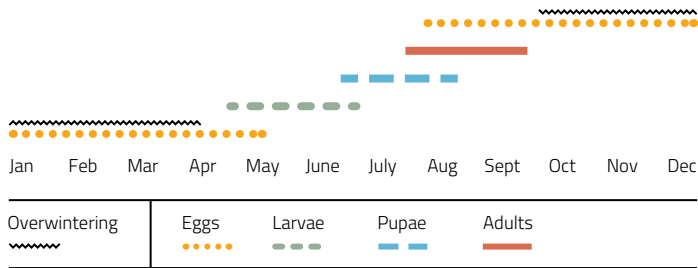 Jan Feb Mar Apr May June July Aug Sept Oct Nov Dec
Overwintering Eggs Larvae Pupae Adults